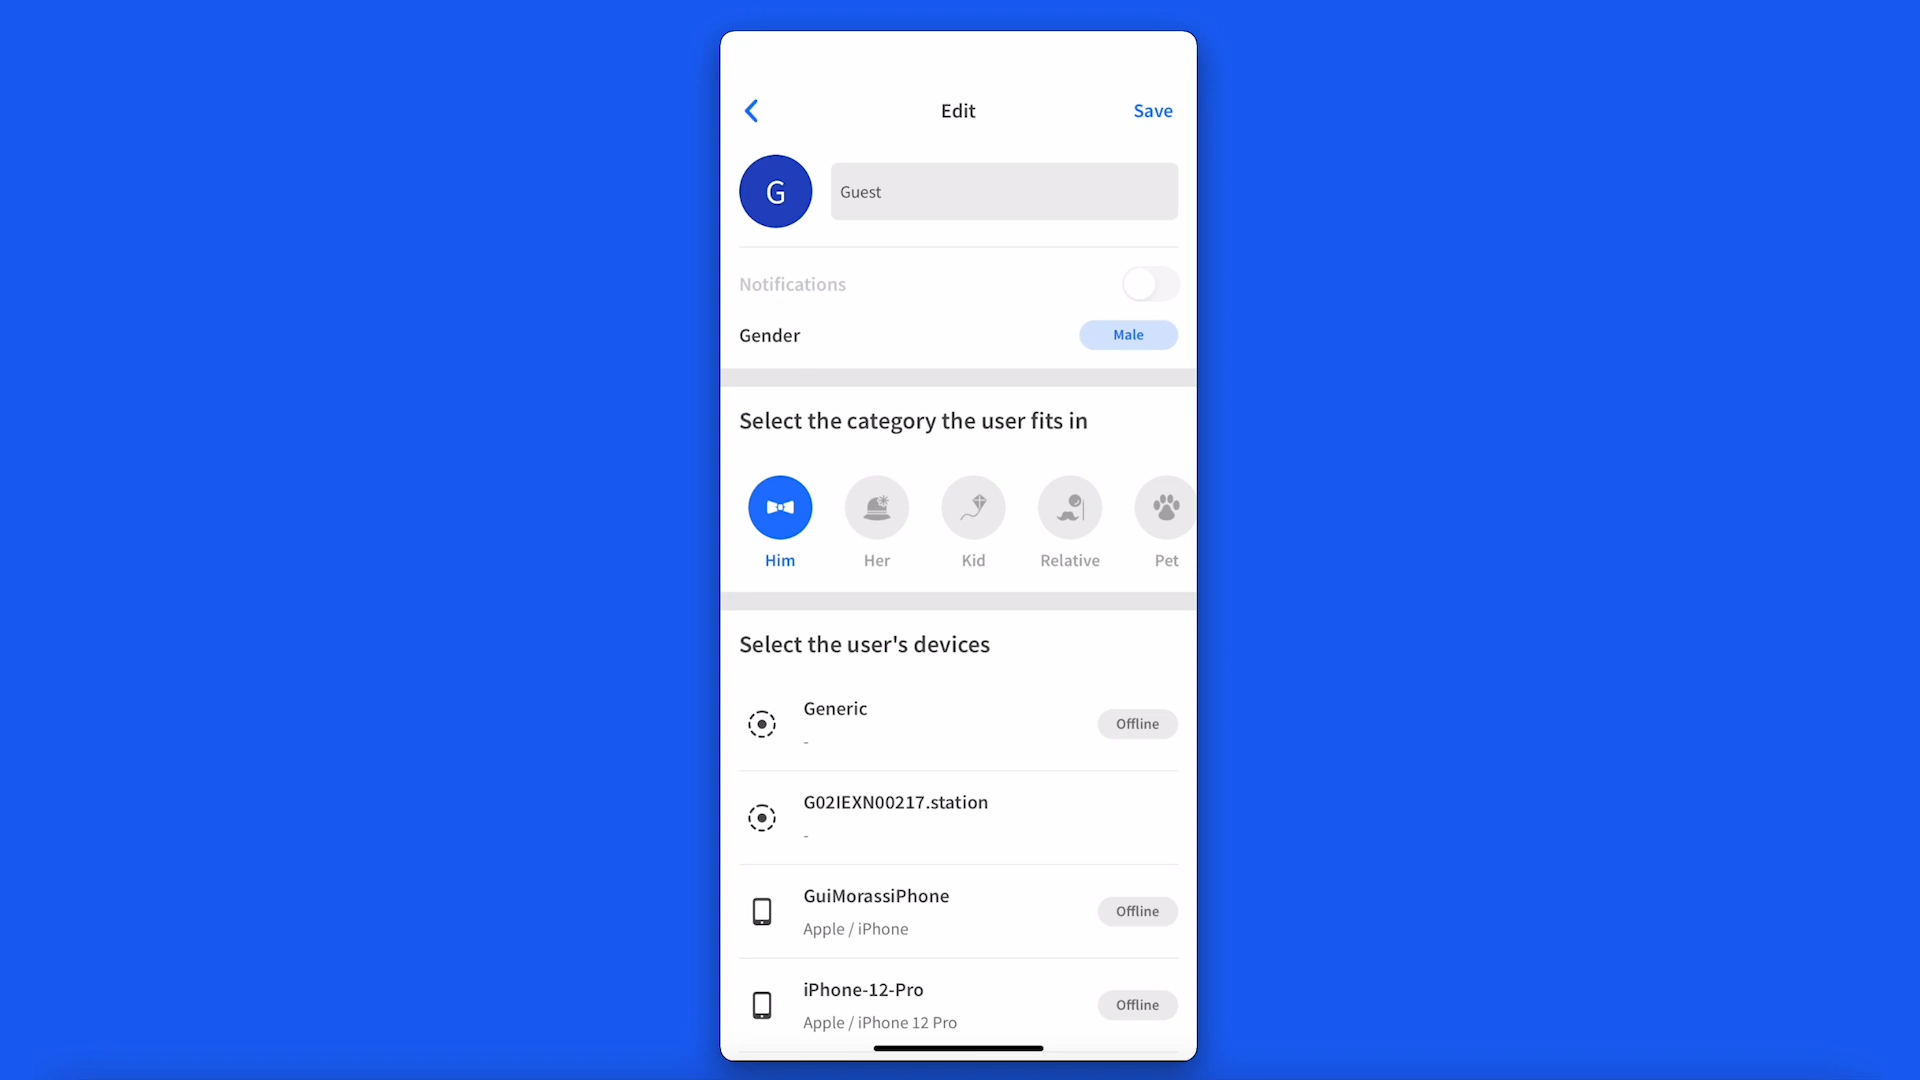 Edit
Save
G
Guest
Notifications
Gender
Male
Select the category the user fits in
Him
Her
Kid
Relative
Pet
Select the user's devices
Generic
-
Offline
G02IEXN00217.station
-
GuiMorassiPhone
Apple / iPhone
Offline
iPhone-12-Pro
Apple / iPhone 12 Pro
Offline